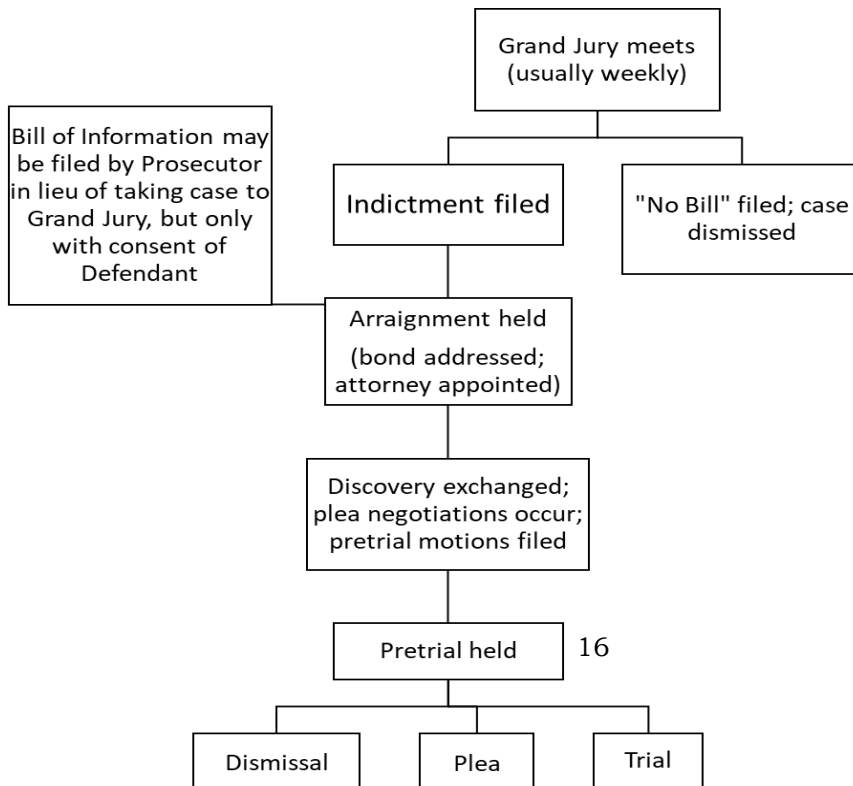 Grand Jury meets
(usually weekly)
Bill of Information may
be filed by Prosecutor
in lieu of taking case to
Grand Jury, but only
with consent of
Defendant
Indictment filed
"No Bill" filed; case
dismissed
Arraignment held
(bond addressed;
attorney appointed)
Discovery exchanged;
plea negotiations occur;
pretrial motions filed
Pretrial held
16
Dismissal
Plea
Trial